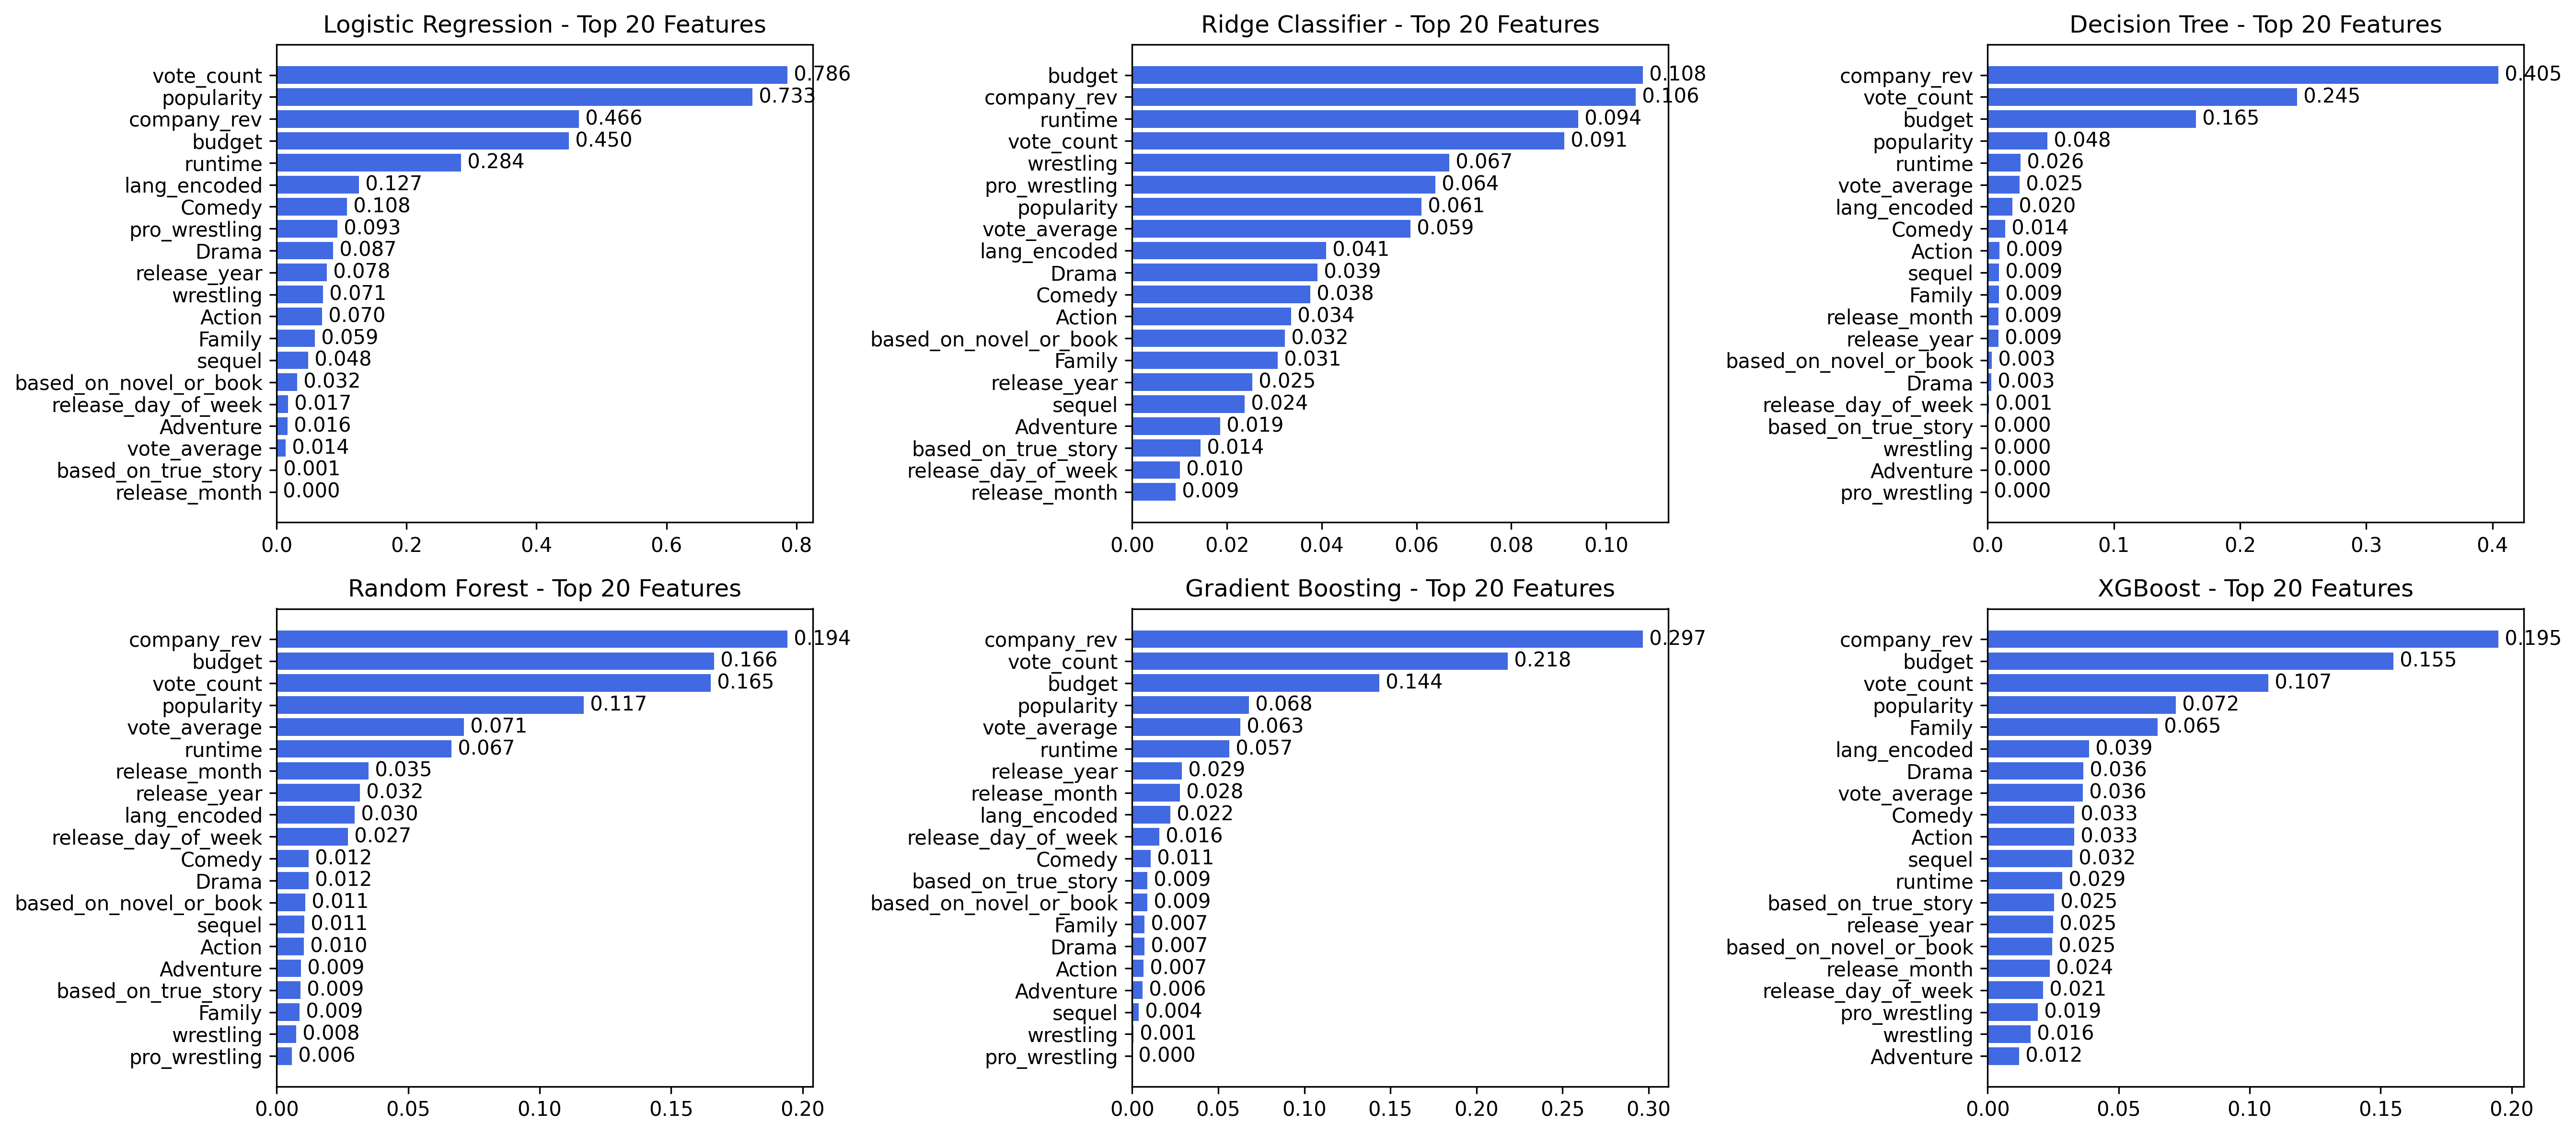 Logistic Regression - Top 20 Features
vote_count 0.786
popularity 0.733
company_rev 0.466
budget 0.450
runtime 0.284
lang_encoded 0.127
Comedy 0.108
pro_wrestling 0.093
Drama 0.087
release_year 0.078
wrestling 0.071
Action 0.070
Family 0.059
sequel 0.048
based_on_novel_or_book 0.032
release_day_of_week 0.017
Adventure 0.016
vote_average 0.014
based_on_true_story 0.001
release_month 0.000
0.0 0.2 0.4 0.6 0.8
Ridge Classifier - Top 20 Features
budget 0.108
company_rev 0.106
runtime 0.094
vote_count 0.091
wrestling 0.067
pro_wrestling 0.064
popularity 0.061
vote_average 0.059
lang_encoded 0.041
Drama 0.039
Comedy 0.038
Action 0.034
based_on_novel_or_book 0.032
Family 0.031
release_year 0.025
sequel 0.024
Adventure 0.019
based_on_true_story 0.014
release_day_of_week 0.010
release_month 0.009
0.00 0.02 0.04 0.06 0.08 0.10
Decision Tree - Top 20 Features
company_rev 0.405
vote_count 0.245
budget 0.165
popularity 0.048
runtime 0.026
vote_average 0.025
lang_encoded 0.020
Comedy 0.014
Action 0.009
sequel 0.009
Family 0.009
release_month 0.009
release_year 0.009
based_on_novel_or_book 0.003
Drama 0.003
release_day_of_week 0.001
based_on_true_story 0.000
wrestling 0.000
Adventure 0.000
pro_wrestling 0.000
0.0 0.1 0.2 0.3 0.4
Random Forest - Top 20 Features
company_rev 0.194
budget 0.166
vote_count 0.165
popularity 0.117
vote_average 0.071
runtime 0.067
release_month 0.035
release_year 0.032
lang_encoded 0.030
release_day_of_week 0.027
Comedy 0.012
Drama 0.012
based_on_novel_or_book 0.011
sequel 0.011
Action 0.010
Adventure 0.009
based_on_true_story 0.009
Family 0.009
wrestling 0.008
pro_wrestling 0.006
0.00 0.05 0.10 0.15 0.20
Gradient Boosting - Top 20 Features
company_rev 0.297
vote_count 0.218
budget 0.144
popularity 0.068
vote_average 0.063
runtime 0.057
release_year 0.029
release_month 0.028
lang_encoded 0.022
release_day_of_week 0.016
Comedy 0.011
based_on_true_story 0.009
based_on_novel_or_book 0.009
Family 0.007
Drama 0.007
Action 0.007
Adventure 0.006
sequel 0.004
wrestling 0.001
pro_wrestling 0.000
0.00 0.05 0.10 0.15 0.20 0.25 0.30
XGBoost - Top 20 Features
company_rev 0.195
budget 0.155
vote_count 0.107
popularity 0.072
Family 0.065
lang_encoded 0.039
Drama 0.036
vote_average 0.036
Comedy 0.033
Action 0.033
sequel 0.032
runtime 0.029
based_on_true_story 0.025
release_year 0.025
based_on_novel_or_book 0.025
release_month 0.024
release_day_of_week 0.021
pro_wrestling 0.019
wrestling 0.016
Adventure 0.012
0.00 0.05 0.10 0.15 0.20